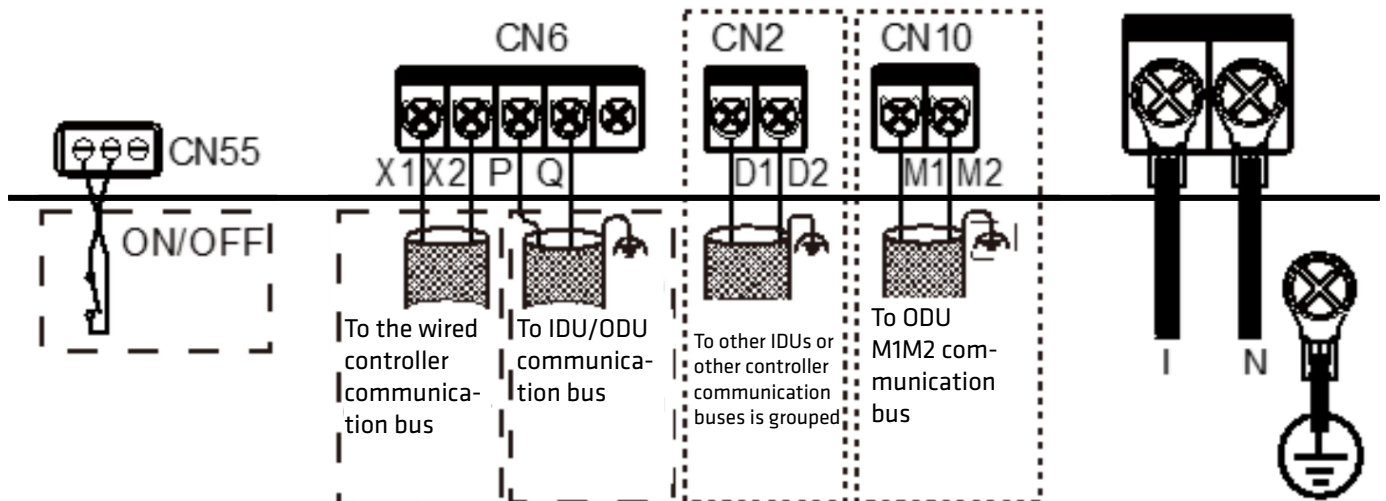 CN6
CN2
CN10
CN55
X1 X2 P Q
D1 D2
M1 M2
ON/OFF
To the wired
controller
communica-
tion bus
To IDU/ODU
communica-
tion bus
To other IDUs or
other controller
communication
buses is grouped
To ODU
M1M2 com-
munication
bus
l N